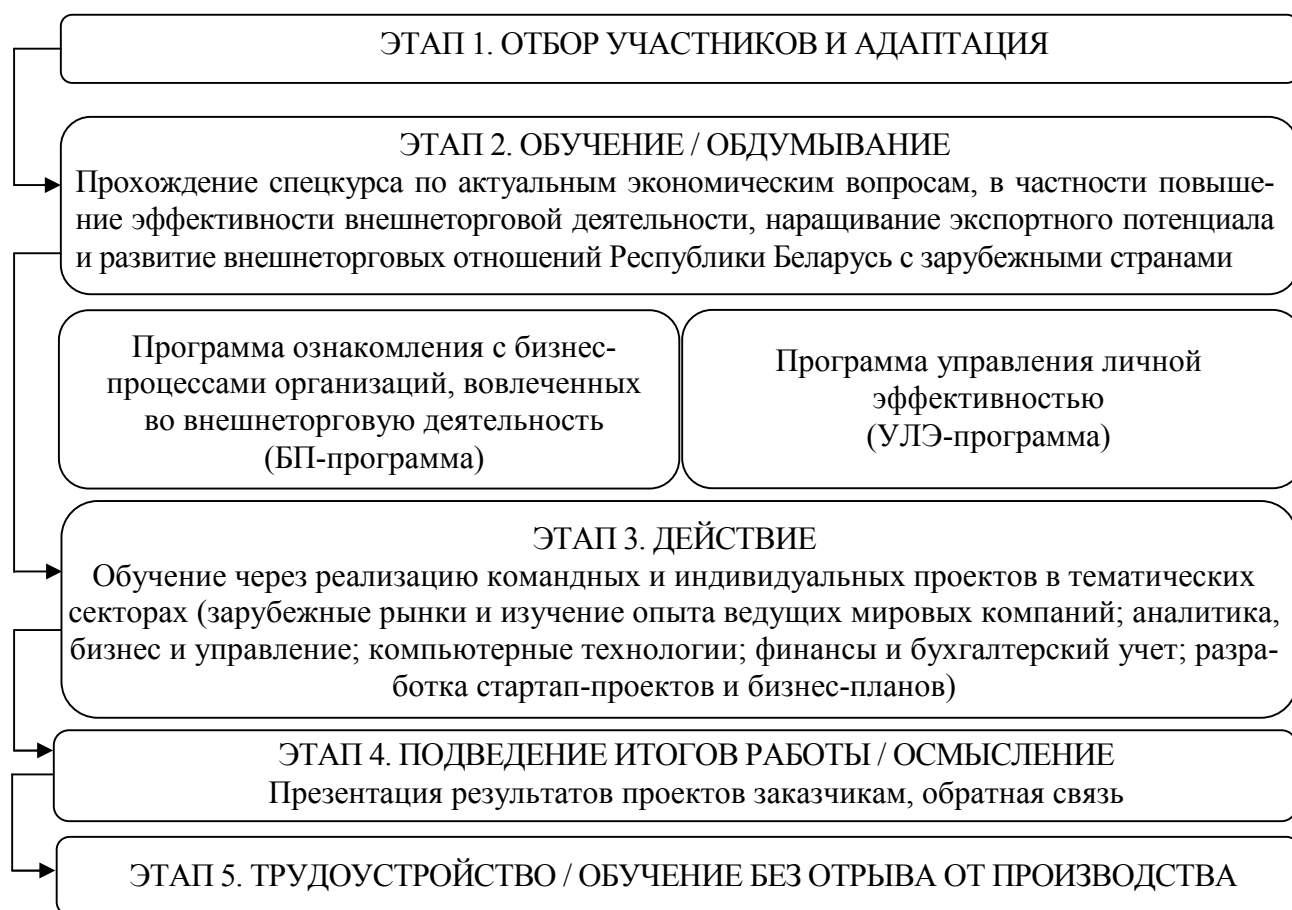 ЭТАП 1. ОТБОР УЧАСТНИКОВ И АДАПТАЦИЯ
ЭТАП 2. ОБУЧЕНИЕ / ОБДУМЫВАНИЕ
Прохождение спецкурса по актуальным экономическим вопросам, в частности повыше-
ние эффективности внешнеторговой деятельности, наращивание экспортного потенциала
и развитие внешнеторговых отношений Республики Беларусь с зарубежными странами
Программа ознакомления с бизнес-
процессами организаций, вовлеченных
во внешнеторговую деятельность
(БП-программа)
Программа управления личной
эффективностью
(УЛЭ-программа)
ЭТАП 3. ДЕЙСТВИЕ
Обучение через реализацию командных и индивидуальных проектов в тематических
секторах (зарубежные рынки и изучение опыта ведущих мировых компаний; аналитика,
бизнес и управление; компьютерные технологии; финансы и бухгалтерский учет; разра-
ботка стартап-проектов и бизнес-планов)
ЭТАП 4. ПОДВЕДЕНИЕ ИТОГОВ РАБОТЫ / ОСМЫСЛЕНИЕ
Презентация результатов проектов заказчикам, обратная связь
ЭТАП 5. ТРУДОУСТРОЙСТВО / ОБУЧЕНИЕ БЕЗ ОТРЫВА ОТ ПРОИЗВОДСТВА